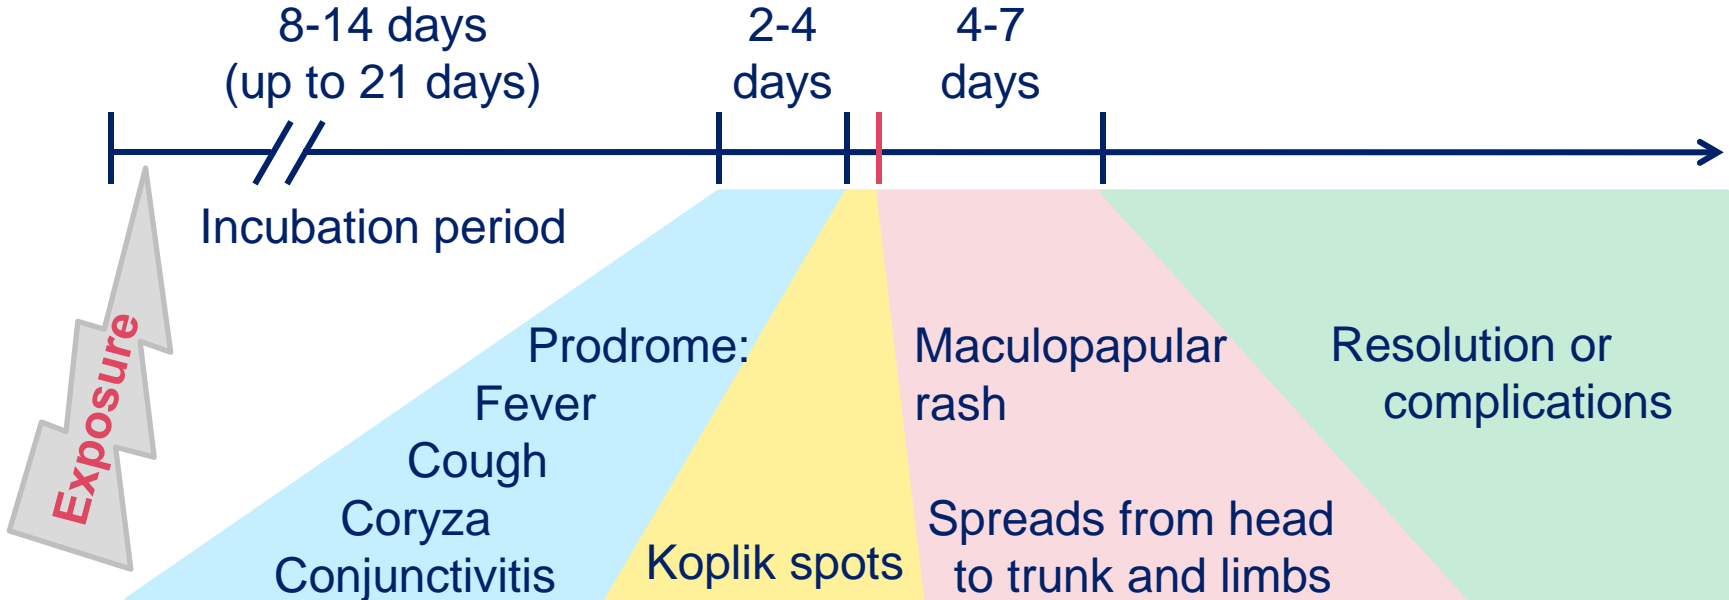 8-14 days
(up to 21 days)
2-4
days
4-7
days
Incubation period
Exposure
Prodrome:
Fever
Cough
Coryza
Conjunctivitis
Koplik spots
Maculopapular
rash
Spreads from head
to trunk and limbs
Resolution or
complications